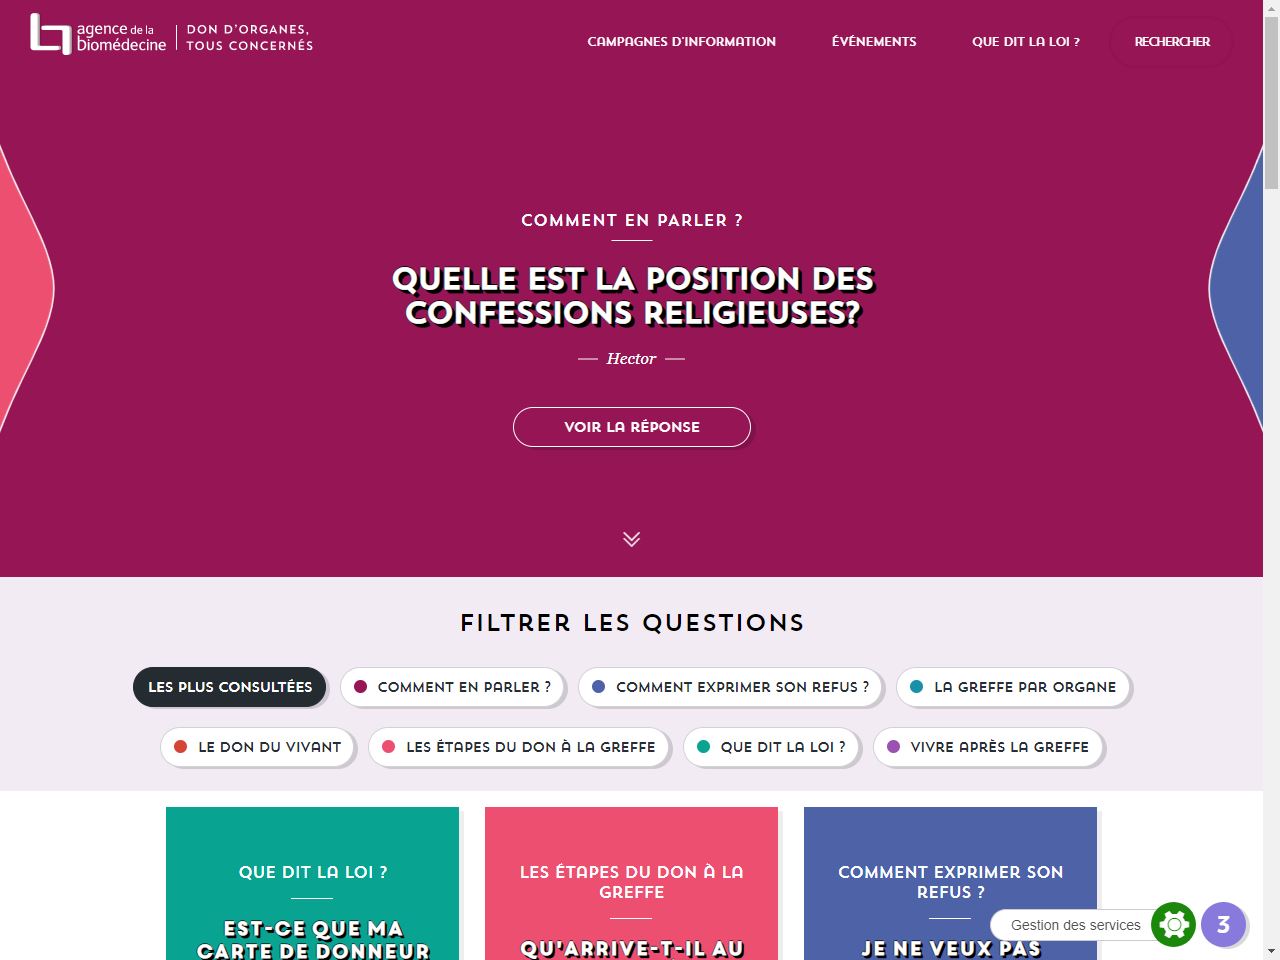 agence de la
biomédecine
DON D'ORGANES,
TOUS CONCERNÉS
CAMPAGNES D'INFORMATION
ÉVÉNEMENTS
QUE DIT LA LOI ?
RECHERCHER
COMMENT EN PARLER ?
QUELLE EST LA POSITION DES
CONFESSIONS RELIGIEUSES?
Hector
VOIR LA RÉPONSE
FILTRER LES QUESTIONS
LES PLUS CONSULTÉES
COMMENT EN PARLER ?
COMMENT EXPRIMER SON REFUS ?
LA GREFFE PAR ORGANE
LE DON DU VIVANT
LES ÉTAPES DU DON À LA GREFFE
QUE DIT LA LOI ?
VIVRE APRÈS LA GREFFE
QUE DIT LA LOI ?
EST-CE QUE MA
CARTE DE DONNEUR
LES ÉTAPES DU DON À LA
GREFFE
QU'ARRIVE-T-IL AU
COMMENT EXPRIMER SON
REFUS ?
JE NE VEUX PAS
Gestion des services
3